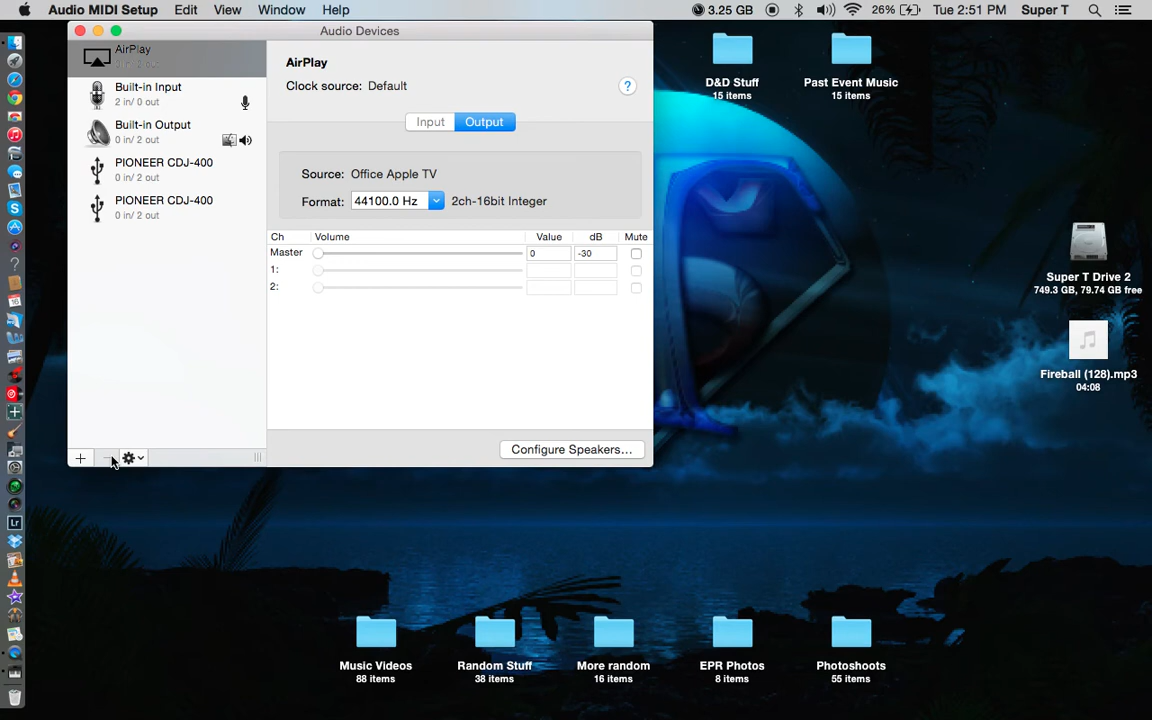 Audio MIDI Setup Edit View Window Help 3.25 GB 26% Tue 2:51 PM Super T
Audio Devices
AirPlay
Built-in Input
2 in/ 0 out
Built-in Output
0 in/ 2 out
PIONEER CDJ-400
0 in/ 2 out
PIONEER CDJ-400
0 in/ 2 out
AirPlay
Clock source: Default
?
Input Output
Source: Office Apple TV
Format: 44100.0 Hz 2ch-16bit Integer
Ch Volume Value dB Mute
Master 0 -30
1:
2:
Configure Speakers...
D&D Stuff
15 items
Past Event Music
15 items
Super T Drive 2
749.3 GB, 79.74 GB free
Fireball (128).mp3
04:08
Music Videos
88 items
Random Stuff
38 items
More random
16 items
EPR Photos
8 items
Photoshoots
55 items